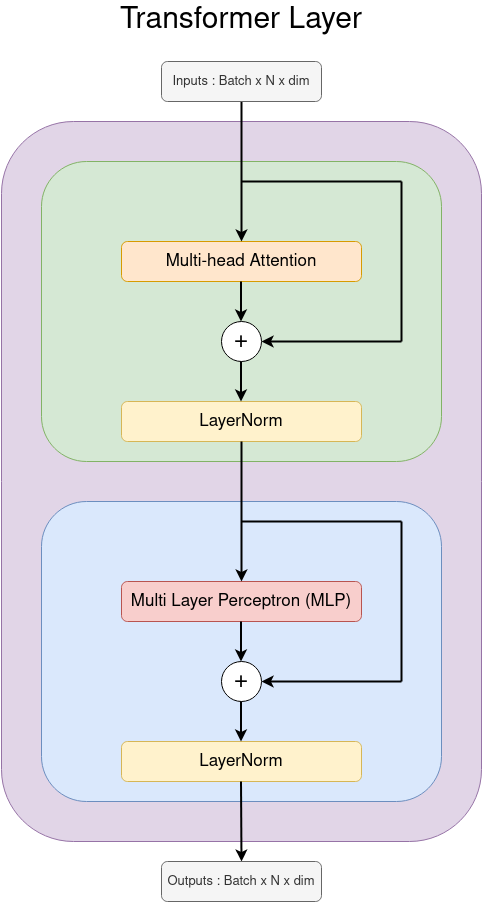 Transformer Layer
Inputs : Batch x N x dim
Multi-head Attention
+
LayerNorm
Multi Layer Perceptron (MLP)
+
LayerNorm
Outputs : Batch x N x dim